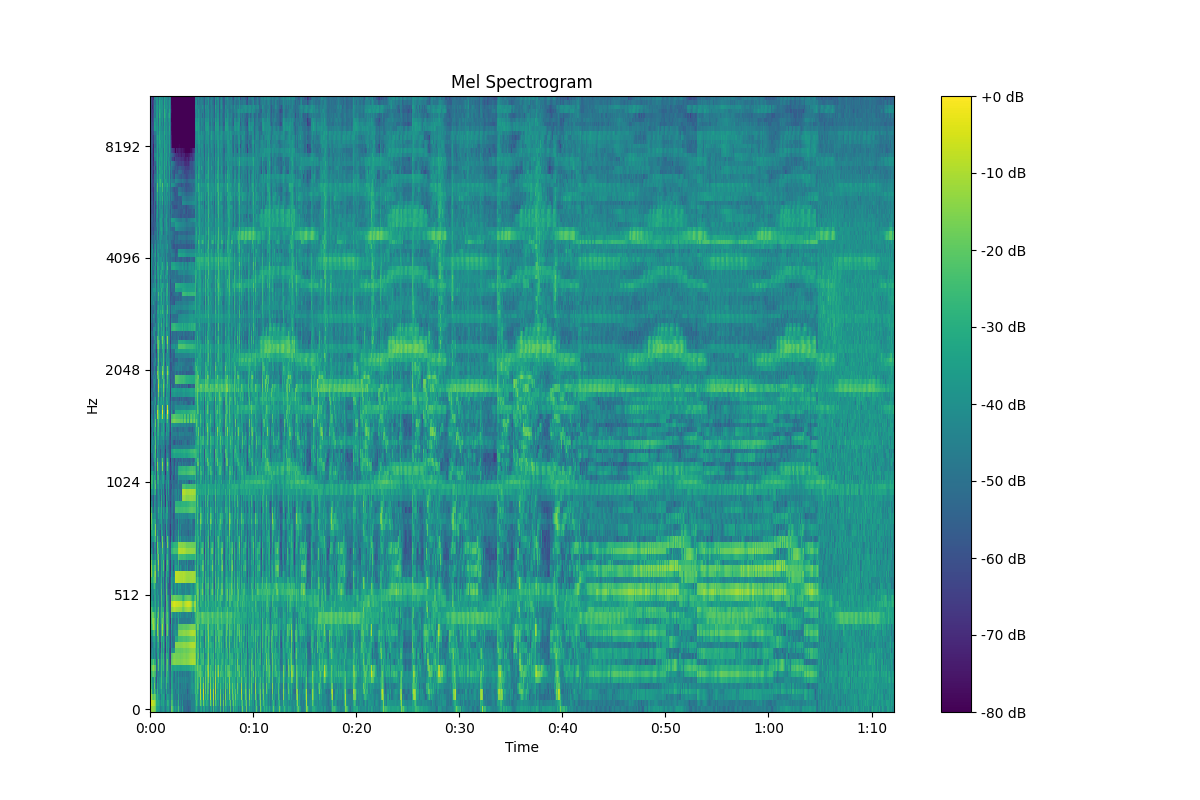 Mel Spectrogram
8192
4096
2048
1024
512
0
Hz
0:00 0:10 0:20 0:30 0:40 0:50 1:00 1:10
Time
+0 dB
-10 dB
-20 dB
-30 dB
-40 dB
-50 dB
-60 dB
-70 dB
-80 dB